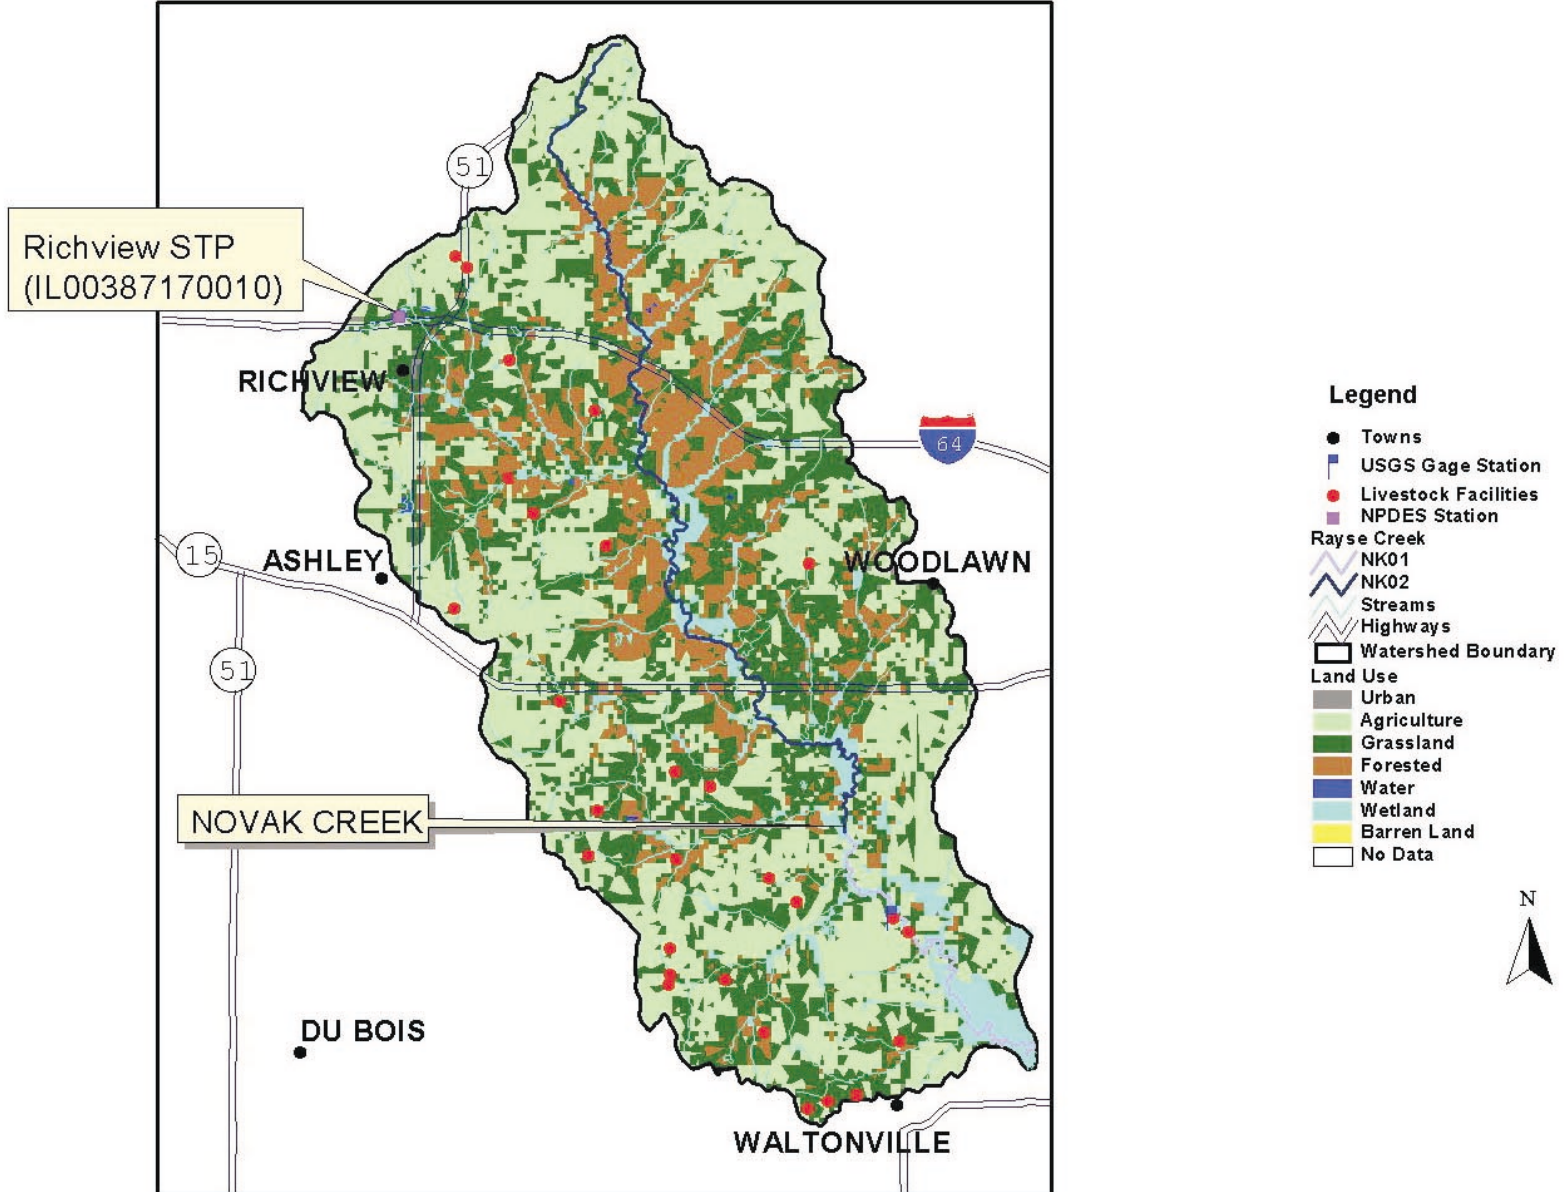 51
Richview STP
(IL00387170010)
RICHVIEW
64
15
ASHLEY
WOODLAWN
51
NOVAK CREEK
DU BOIS
WALTONVILLE
Legend
Towns
USGS Gage Station
Livestock Facilities
NPDES Station
Rayse Creek
NK01
NK02
Streams
Highways
Watershed Boundary
Land Use
Urban
Agriculture
Grassland
Forested
Water
Wetland
Barren Land
No Data
N